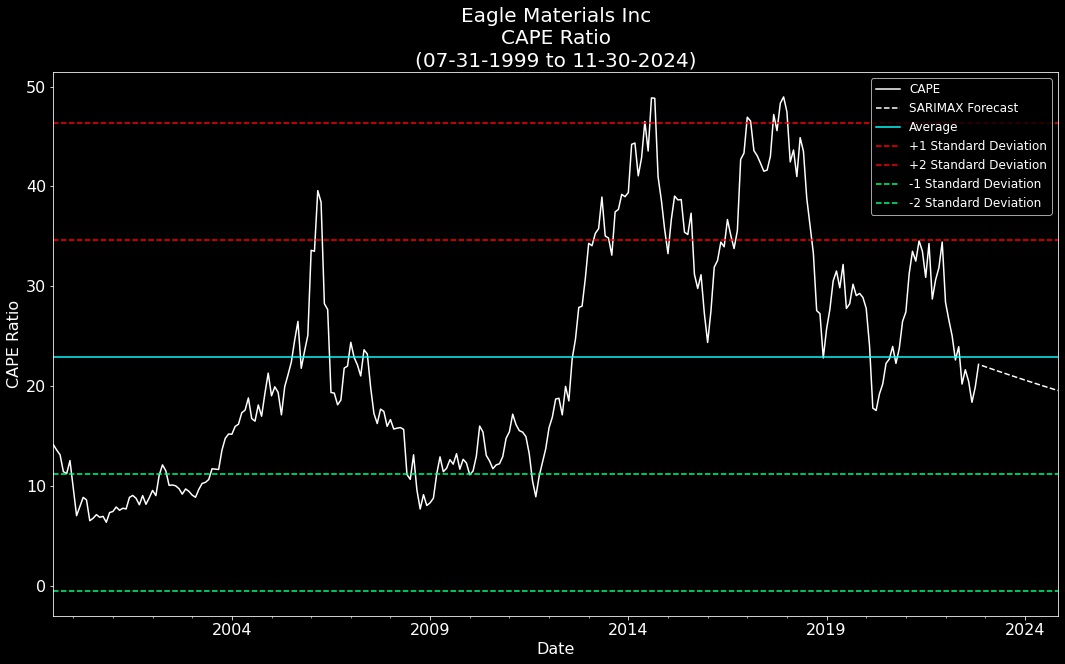 Eagle Materials Inc
CAPE Ratio
(07-31-1999 to 11-30-2024)
CAPE
SARIMAX Forecast
Average
+1 Standard Deviation
+2 Standard Deviation
-1 Standard Deviation
-2 Standard Deviation
CAPE Ratio
50
40
30
20
10
0
2004 2009 2014 2019 2024
Date